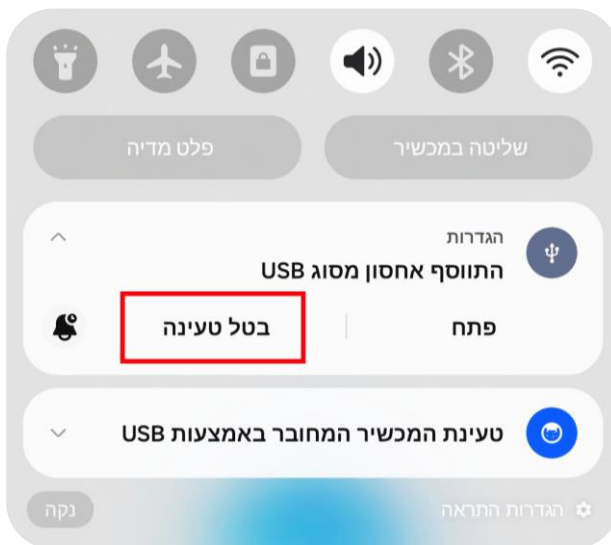 שליטה במכשיר
פלט מדיה
הגדרות
התווסף אחסון מסוג USB
פתח
בטל טעינה
טעינת המכשיר המחובר באמצעות USB
הגדרות התראה
נקה